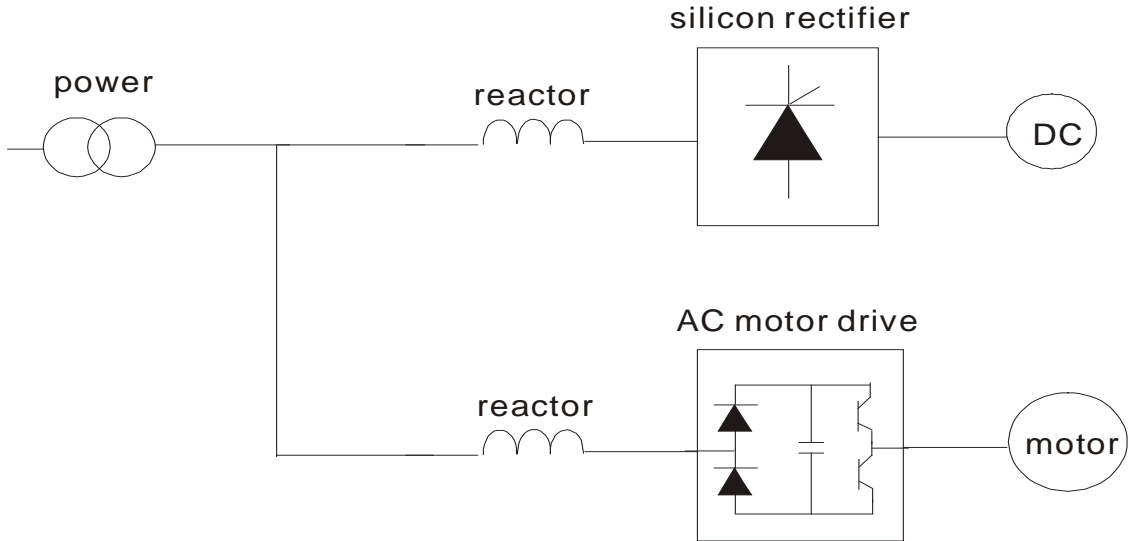 silicon rectifier
power
reactor
DC
AC motor drive
reactor
motor